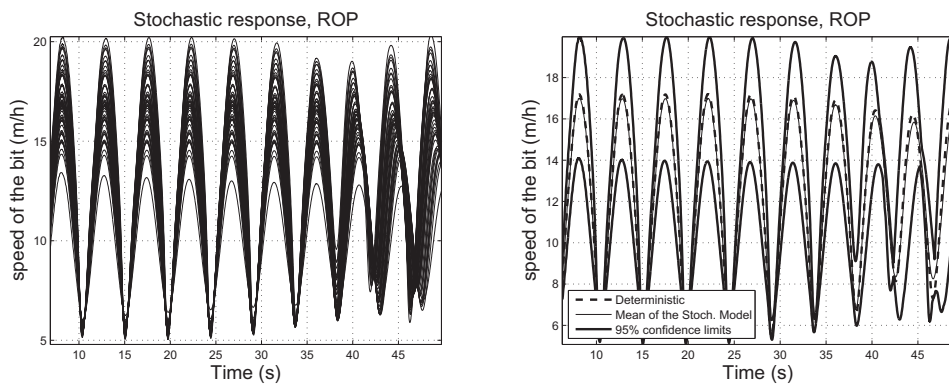 Stochastic response, ROP
20
15
10
5
speed of the bit (m/h)
10 15 20 25 30 35 40 45
Time (s)
Stochastic response, ROP
18
16
14
12
10
8
6
speed of the bit (m/h)
Deterministic
Mean of the Stoch. Model
95% confidence limits
10 15 20 25 30 35 40 45
Time (s)